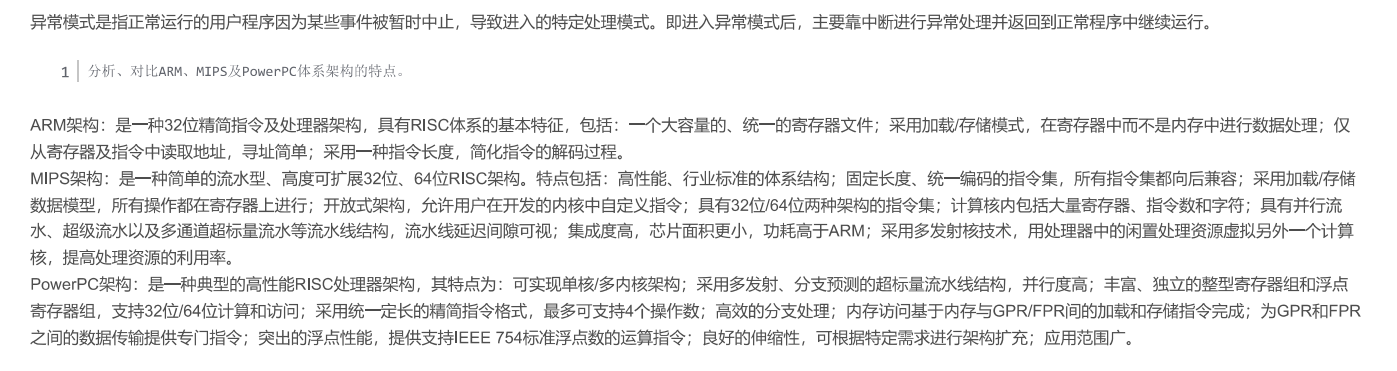 异常模式是指正常运行的用户程序因为某些事件被暂时中止，导致进入的特定处理模式。即进入异常模式后，主要靠中断进行异常处理并返回到正常程序中继续运行。
1 分析、对比ARM、MIPS及PowerPC体系架构的特点。
ARM架构：是一种32位精简指令及处理器架构，具有RISC体系的基本特征，包括：一个大容量的、统一的寄存器文件；采用加载/存储模式，在寄存器中而不是内存中进行数据处理；仅
从寄存器及指令中读取地址，寻址简单；采用一种指令长度，简化指令的解码过程。
MIPS架构：是一种简单的流水型、高度可扩展32位、64位RISC架构。特点包括：高性能、行业标准的体系结构；固定长度、统一编码的指令集，所有指令集都向后兼容；采用加载/存储
数据模型，所有操作都在寄存器上进行；开放式架构，允许用户在开发的内核中自定义指令；具有32位/64位两种架构的指令集；计算核内包括大量寄存器、指令数和字符；具有并行流
水、超级流水以及多通道超标量流水等流水线结构，流水线延迟间隙可视；集成度高，芯片面积更小，功耗高于ARM；采用多发射核技术，用处理器中的闲置处理资源虚拟另外一个计算
核，提高处理资源的利用率。
PowerPC架构：是一种典型的高性能RISC处理器架构，其特点为：可实现单核/多内核架构；采用多发射、分支预测的超标量流水线结构，并行度高；丰富、独立的整型寄存器组和浮点
寄存器组，支持32位/64位计算和访问；采用统一定长的精简指令格式，最多可支持4个操作数；高效的分支处理；内存访问基于内存与GPR/FPR间的加载和存储指令完成；为GPR和FPR
之间的数据传输提供专门指令；突出的浮点性能，提供支持IEEE 754标准浮点数的运算指令；良好的伸缩性，可根据特定需求进行架构扩充；应用范围广。